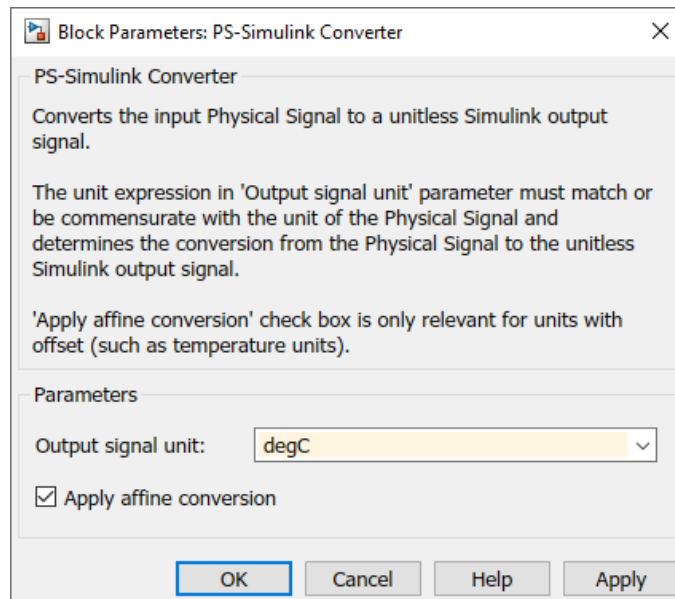 Block Parameters: PS-Simulink Converter
PS-Simulink Converter
Converts the input Physical Signal to a unitless Simulink output
signal.
The unit expression in 'Output signal unit' parameter must match or
be commensurate with the unit of the Physical Signal and
determines the conversion from the Physical Signal to the unitless
Simulink output signal.
'Apply affine conversion' check box is only relevant for units with
offset (such as temperature units).
Parameters
Output signal unit: degC
Apply affine conversion
OK Cancel Help Apply